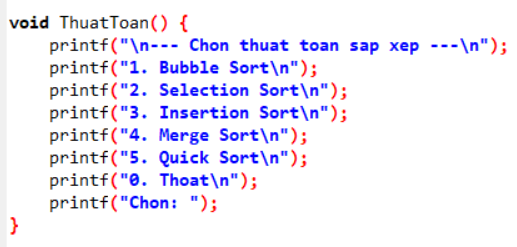 void ThuatToan() {
    printf("\n--- Chon thuat toan sap xep ---\n");
    printf("1. Bubble Sort\n");
    printf("2. Selection Sort\n");
    printf("3. Insertion Sort\n");
    printf("4. Merge Sort\n");
    printf("5. Quick Sort\n");
    printf("0. Thoat\n");
    printf("Chon: ");
}